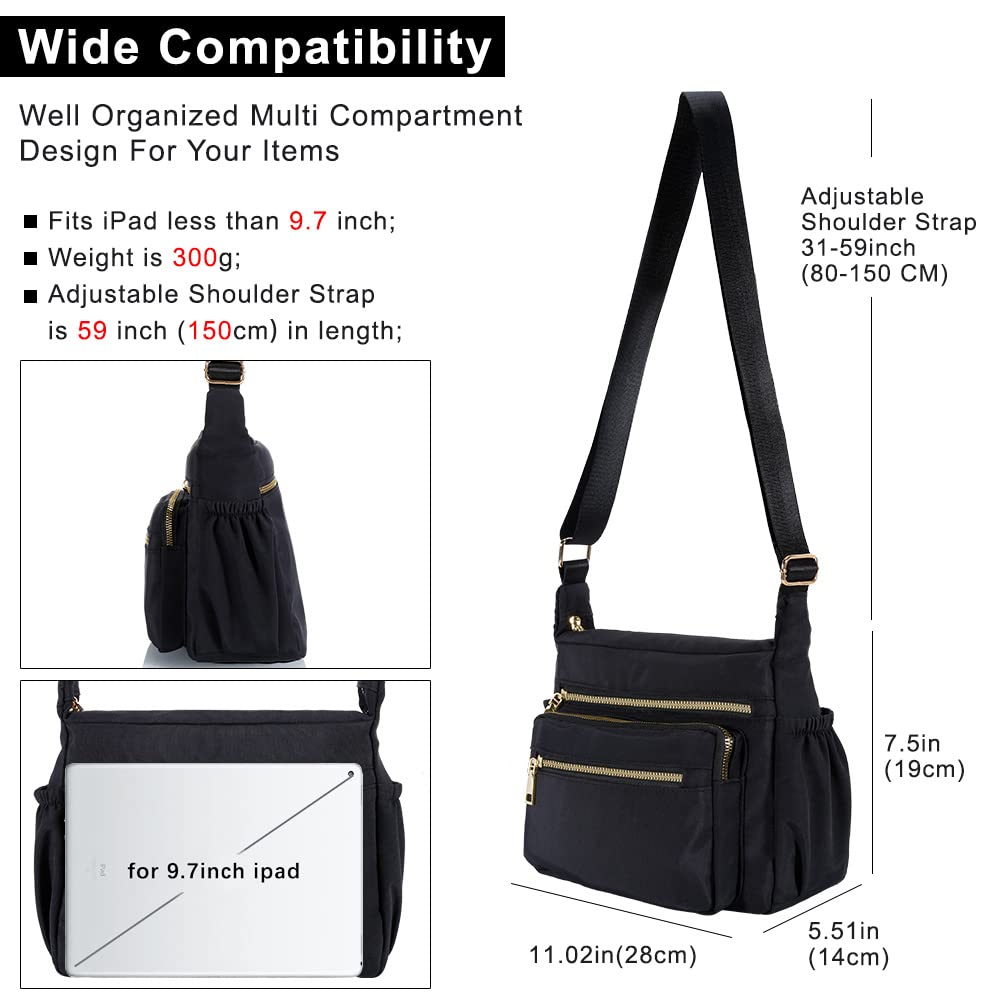 Wide Compatibility
Well Organized Multi Compartment
Design For Your Items
Fits iPad less than 9.7 inch;
Weight is 300g;
Adjustable Shoulder Strap
is 59 inch (150cm) in length;
Adjustable
Shoulder Strap
31-59inch
(80-150 CM)
for 9.7inch ipad
iPad
7.5in
(19cm)
11.02in(28cm)
5.51in
(14cm)